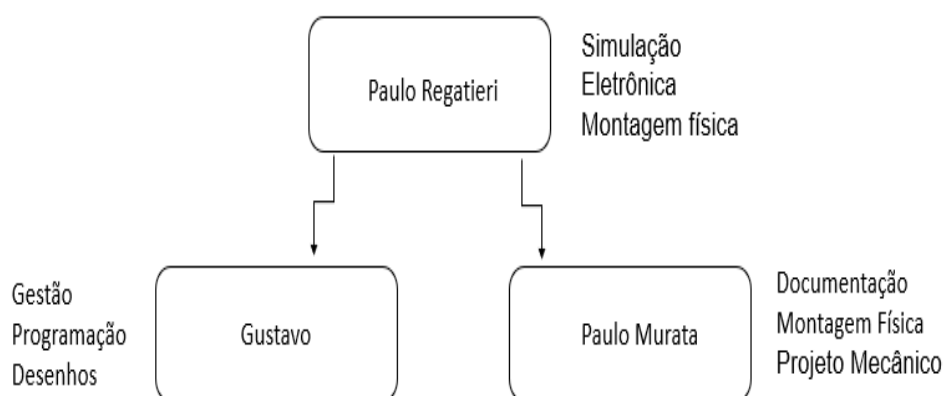 Paulo Regatieri
Simulação
Eletrônica
Montagem física
Gestão
Programação
Desenhos
Gustavo
Paulo Murata
Documentação
Montagem Física
Projeto Mecânico